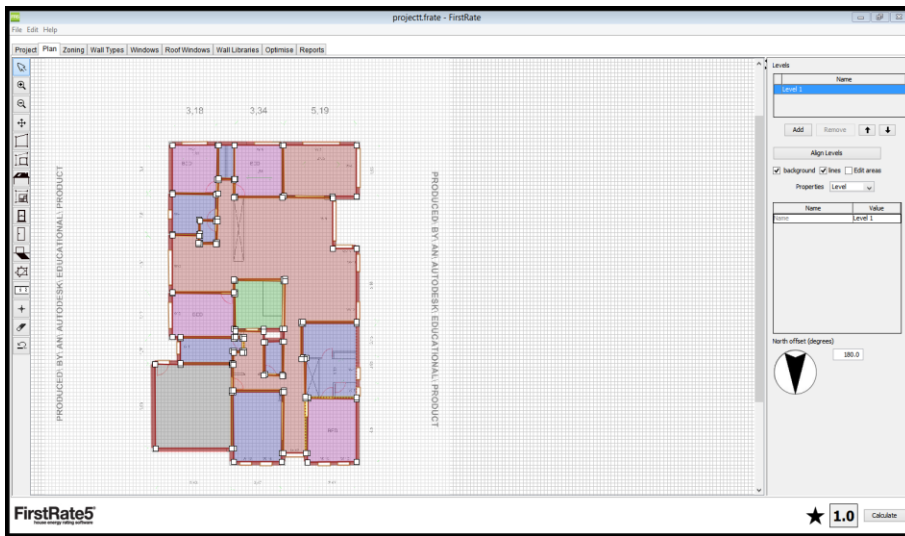 projectt.frate - FirstRate
File Edit Help
Project Plan Zoning Wall Types Windows Roof Windows Wall Libraries Optimise Reports
3,18 3,34 5,19
PRODUCED\ BY\ AN\ AUTODESK\ EDUCATIONAL\ PRODUCT
PRODUCED\ BY\ AN\ AUTODESK\ EDUCATIONAL\ PRODUCT
Levels
Name
Level 1
Add Remove
Align Levels
background lines Edit areas
Properties Level
Name Value
Name Level 1
North offset (degrees)
180.0
FirstRate5
house energy rating software
1.0 Calculate